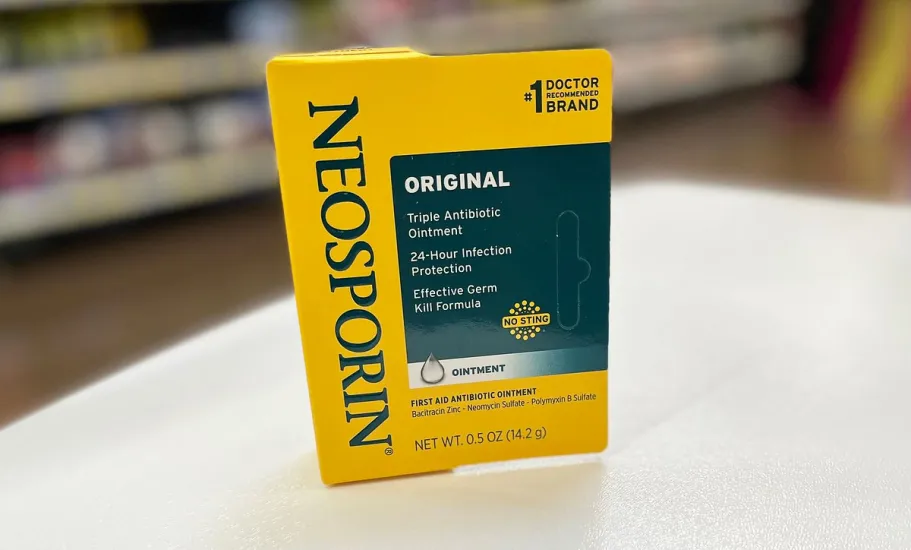 NEOSPORIN®
#1 DOCTOR
RECOMMENDED
BRAND
ORIGINAL
Triple Antibiotic
Ointment
24-Hour Infection
Protection
Effective Germ
Kill Formula
NO STING
OINTMENT
FIRST AID ANTIBIOTIC OINTMENT
Bacitracin Zinc - Neomycin Sulfate - Polymyxin B Sulfate
NET WT. 0.5 OZ (14.2 g)